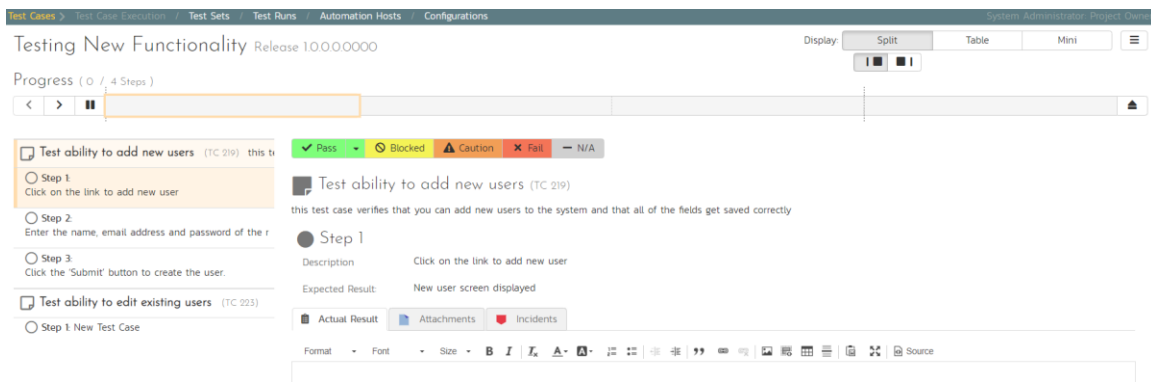 Test Cases > Test Case Execution / Test Sets / Test Runs / Automation Hosts / Configurations System Administrator: Project Owner
Testing New Functionality Release 1.0.0.0.0000
Display: Split Table Mini
Progress ( 0 / 4 Steps )
Test ability to add new users (TC 219) this te
Step 1:
Click on the link to add new user
Step 2:
Enter the name, email address and password of the r
Step 3:
Click the 'Submit' button to create the user.
Test ability to edit existing users (TC 223)
Step 1: New Test Case
Pass Blocked Caution Fail N/A
Test ability to add new users (TC 219)
this test case verifies that you can add new users to the system and that all of the fields get saved correctly
Step 1
Description Click on the link to add new user
Expected Result: New user screen displayed
Actual Result Attachments Incidents
Format Font Size B I Ix A A Source